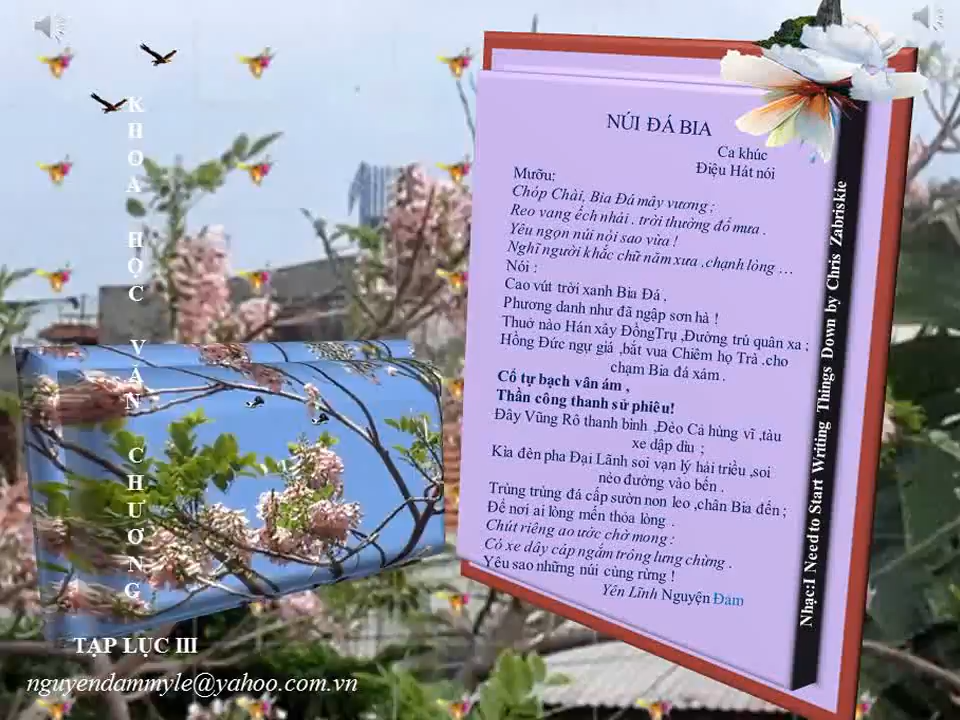 KHOA HỌC VĂN CHƯƠNG
TẠP LỤC III
nguyendammyle@yahoo.com.vn
NÚI ĐÁ BIA
Ca khúc
Điệu Hát nói
Mưỡu:
Chóp Chài, Bia Đá mây vương ;
Reo vang ếch nhái . trời thường đổ mưa .
Yêu ngọn núi nói sao vừa !
Nghĩ người khắc chữ năm xưa ,chạnh lòng …
Nói :
Cao vút trời xanh Bia Đá .
Phương danh như đã ngập sơn hà !
Thuở nào Hán xây ĐồngTrụ ,Đường trú quân xa ;
Hồng Đức ngự giá ,bắt vua Chiêm họ Trà .cho
chạm Bia đá xám .
Cổ tự bạch vân ám ,
Thần công thanh sử phiêu!
Đây Vũng Rô thanh bình ,Đèo Cả hùng vĩ ,tàu
xe dập dìu ;
Kìa đèn pha Đại Lãnh soi vạn lý hải triều ,soi
nẻo đường vào bến .
Trùng trùng đá cấp sườn non leo ,chân Bia đến ;
Để nơi ai lòng mến thỏa lòng .
Chút riêng ao ước chờ mong :
Có xe dây cáp ngắm trông lưng chừng .
Yêu sao những núi cùng rừng !
Yên Lĩnh Nguyện Đảm
Nhạc:I Need to Start Writing Things Down by Chris Zabriskie